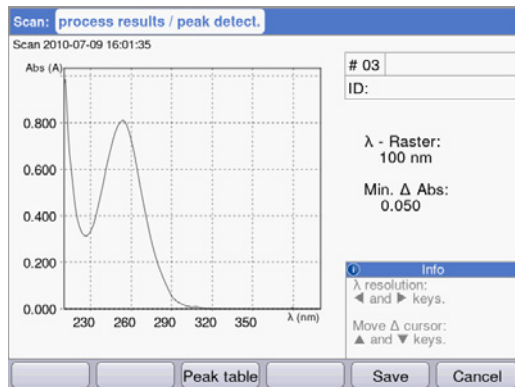 Scan: process results / peak detect.
Scan 2010-07-09 16:01:35
Abs (A)
0.800
0.600
0.400
0.200
0.000
230 260 290 320 350 λ (nm)
# 03
ID:
λ - Raster:
100 nm
Min. Δ Abs:
0.050
i Info
λ resolution:
◀ and ▶ keys.
Move Δ cursor:
▲ and ▼ keys.
Peak table Save Cancel